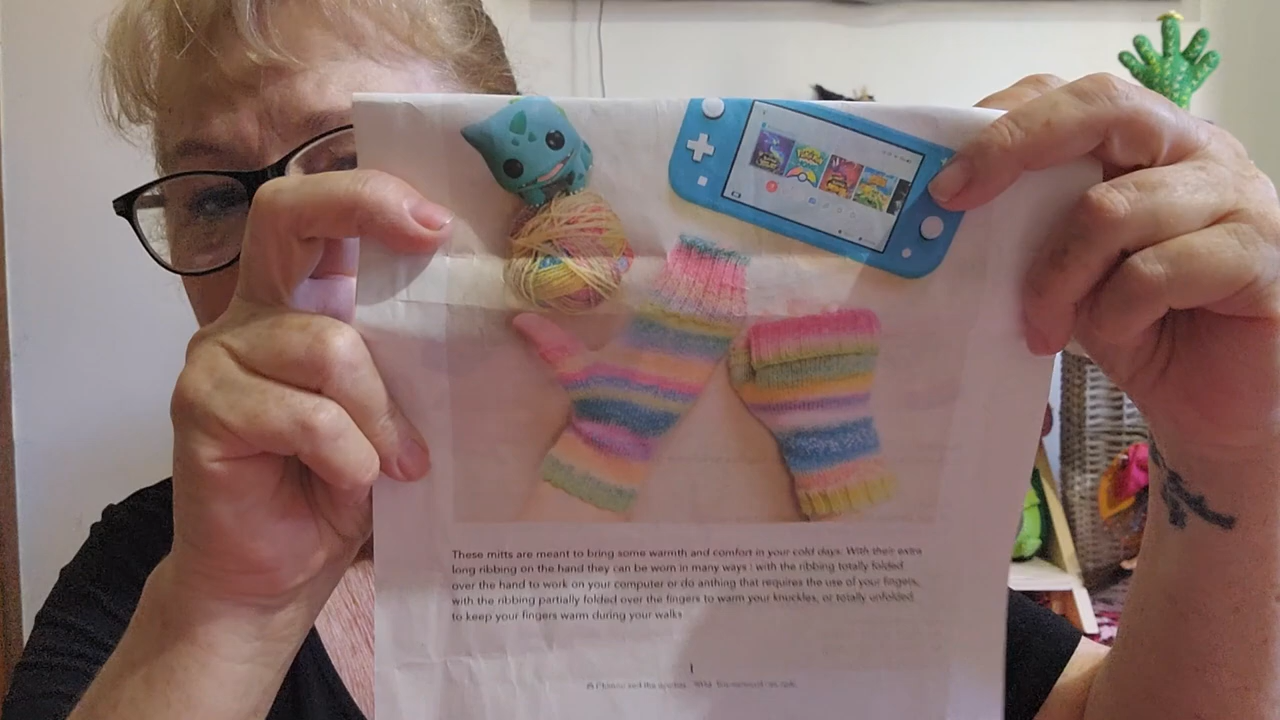 These mitts are meant to bring some warmth and comfort in your cold days. With their extra
long ribbing on the hand they can be worn in many ways : with the ribbing totally folded
over the hand to work on your computer or do anthing that requires the use of your fingers,
with the ribbing partially folded over the fingers to warm your knuckles, or totally unfolded
to keep your fingers warm during your walks
1